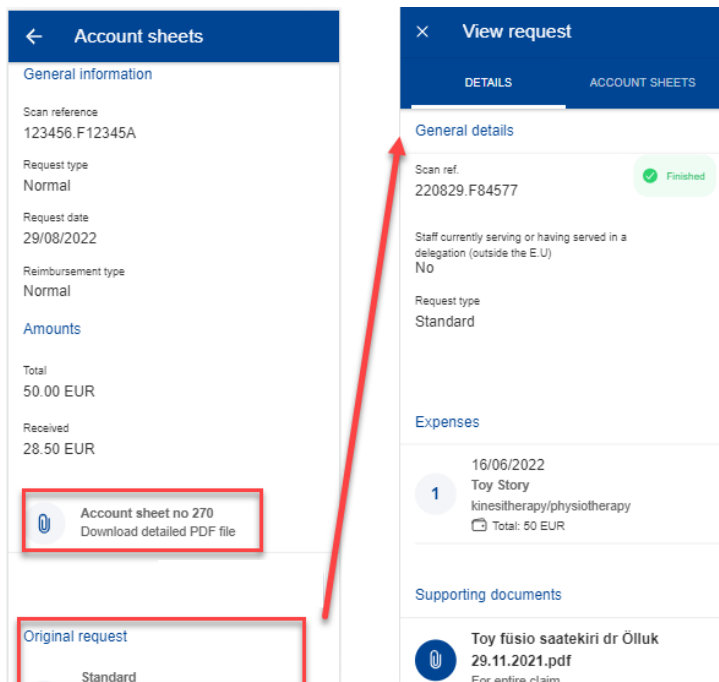 Account sheets
General information
Scan reference
123456.F12345A
Request type
Normal
Request date
29/08/2022
Reimbursement type
Normal
Amounts
Total
50.00 EUR
Received
28.50 EUR
Account sheet no 270
Download detailed PDF file
Original request
Standard
View request
DETAILS
ACCOUNT SHEETS
General details
Scan ref.
220829.F84577
Finished
Staff currently serving or having served in a
delegation (outside the E.U)
No
Request type
Standard
Expenses
1
16/06/2022
Toy Story
kinesitherapy/physiotherapy
Total: 50 EUR
Supporting documents
Toy füsio saatekiri dr Ölluk
29.11.2021.pdf
For entire claim